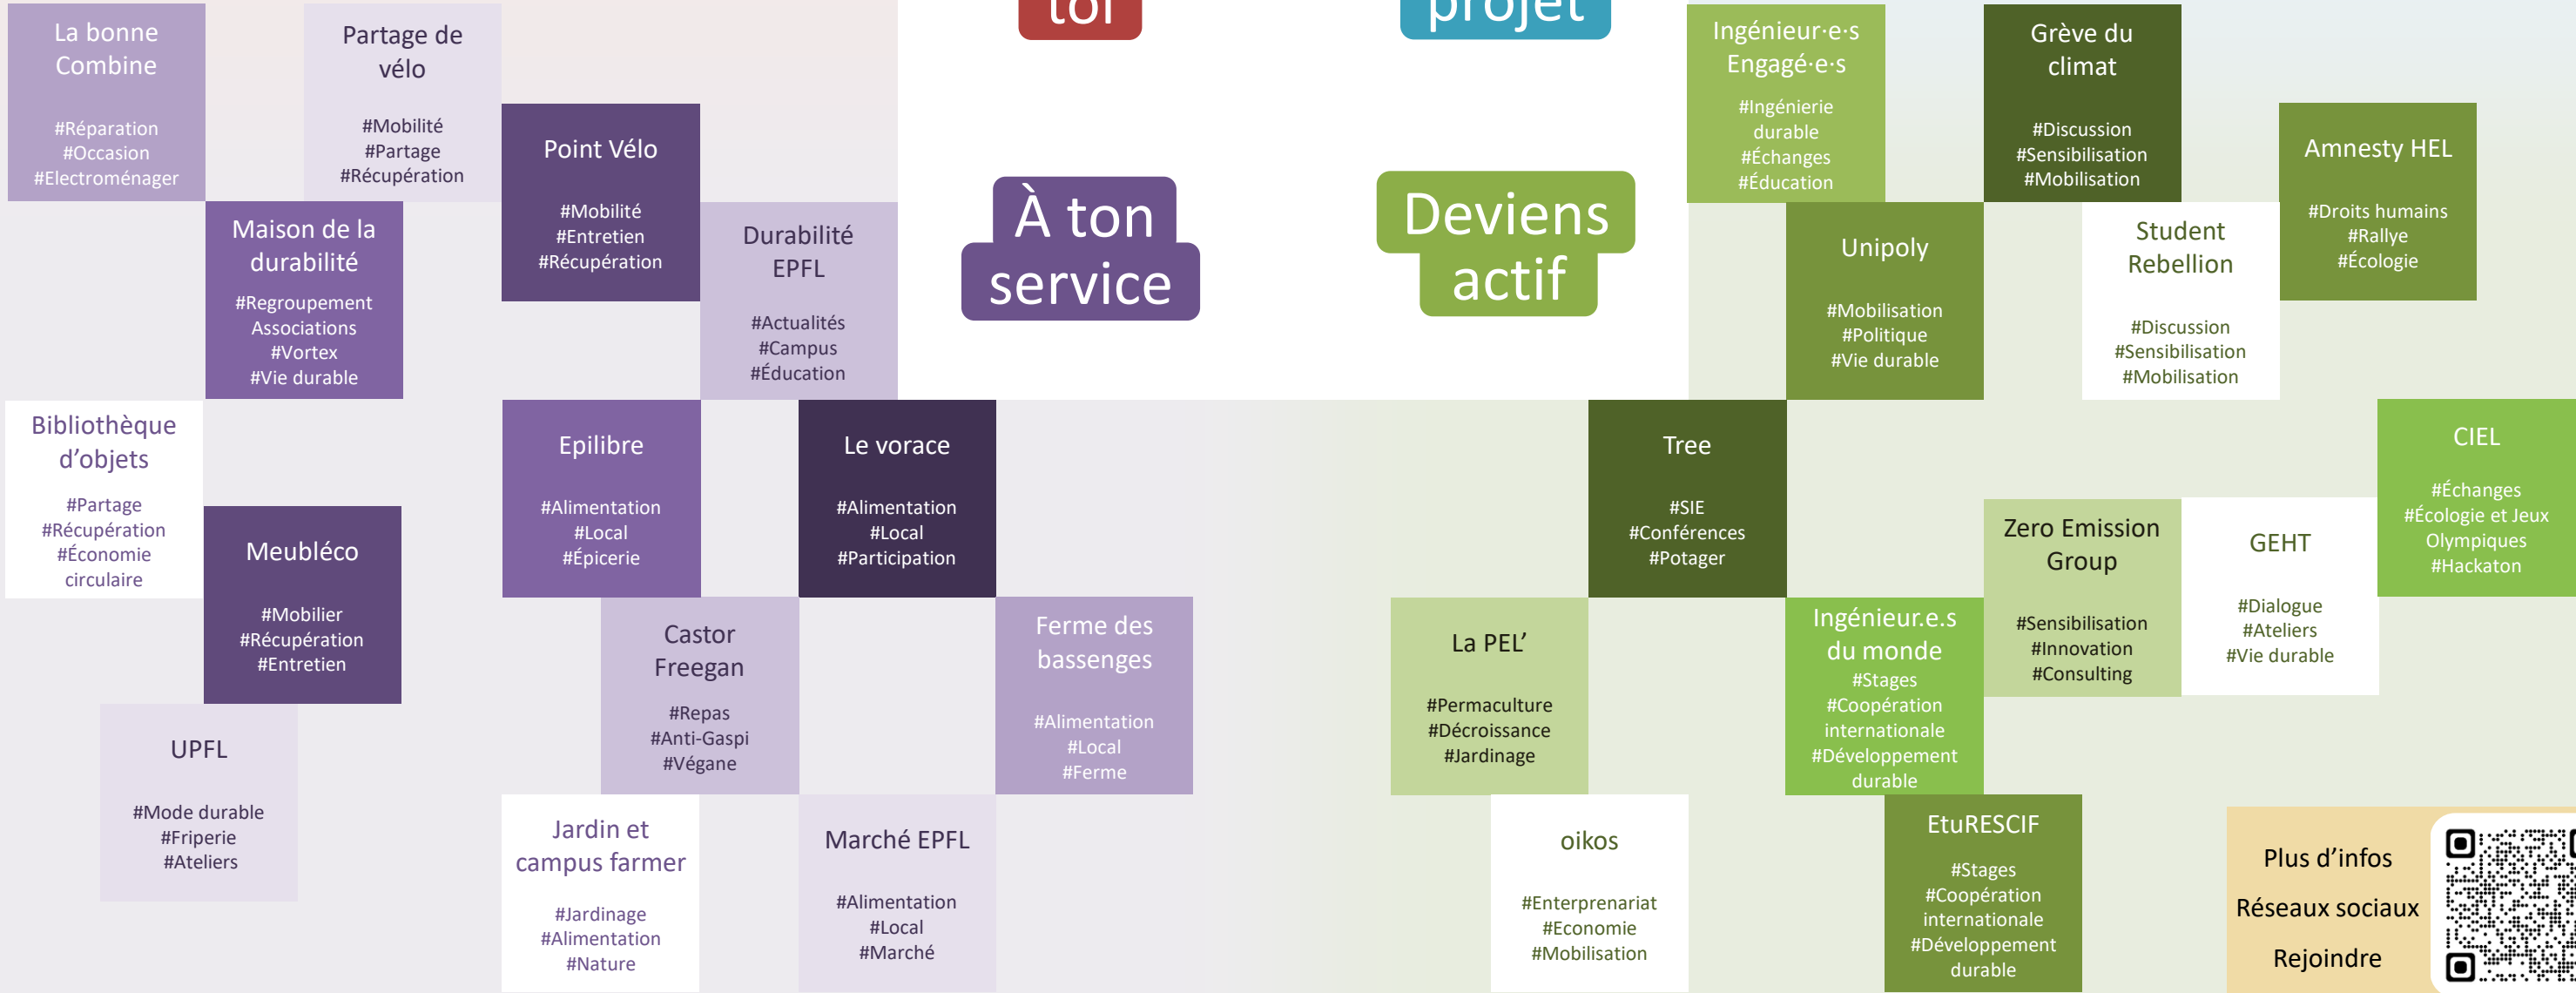 toi
projet
La bonne
Combine
#Réparation
#Occasion
#Electroménager
Partage de
vélo
#Mobilité
#Partage
#Récupération
Point Vélo
#Mobilité
#Entretien
#Récupération
Maison de la
durabilité
#Regroupement
Associations
#Vortex
#Vie durable
Durabilité
EPFL
#Actualités
#Campus
#Éducation
À ton
service
Deviens
actif
Ingénieur·e·s
Engagé·e·s
#Ingénierie
durable
#Échanges
#Éducation
Grève du
climat
#Discussion
#Sensibilisation
#Mobilisation
Amnesty HEL
#Droits humains
#Rallye
#Écologie
Unipoly
#Mobilisation
#Politique
#Vie durable
Student
Rebellion
#Discussion
#Sensibilisation
#Mobilisation
Bibliothèque
d’objets
#Partage
#Récupération
#Économie
circulaire
Meubléco
#Mobilier
#Récupération
#Entretien
Epilibre
#Alimentation
#Local
#Épicerie
Le vorace
#Alimentation
#Local
#Participation
Castor
Freegan
#Repas
#Anti-Gaspi
#Végane
Ferme des
bassenges
#Alimentation
#Local
#Ferme
UPFL
#Mode durable
#Friperie
#Ateliers
Jardin et
campus farmer
#Jardinage
#Alimentation
#Nature
Marché EPFL
#Alimentation
#Local
#Marché
Tree
#SIE
#Conférences
#Potager
CIEL
#Échanges
#Écologie et Jeux
Olympiques
#Hackaton
Zero Emission
Group
#Sensibilisation
#Innovation
#Consulting
GEHT
#Dialogue
#Ateliers
#Vie durable
La PEL’
#Permaculture
#Décroissance
#Jardinage
Ingénieur.e.s
du monde
#Stages
#Coopération
internationale
#Développement
durable
oikos
#Enterprenariat
#Economie
#Mobilisation
EtuRESCIF
#Stages
#Coopération
internationale
#Développement
durable
Plus d’infos
Réseaux sociaux
Rejoindre